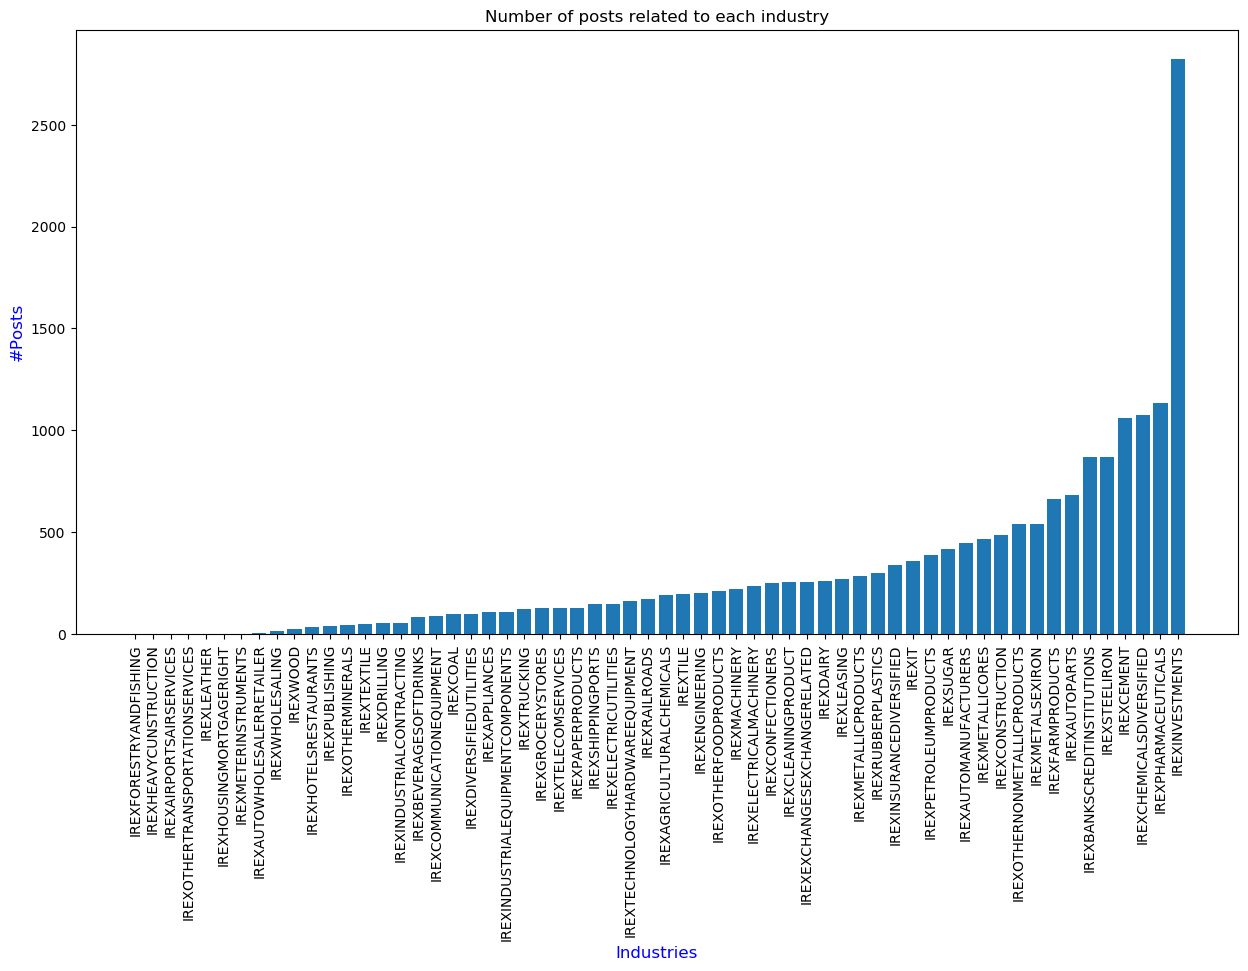 Number of posts related to each industry
#Posts
2500
2000
1500
1000
500
0
IREXFORESTRYANDFISHING
IREXHEAVYCUNSTRUCTION
IREXAIRPORTSAIRSERVICES
IREXOTHERTRANSPORTATIONSERVICES
IREXLEATHER
IREXHOUSINGMORTGAGERIGHT
IREXMETERINSTRUMENTS
IREXAUTOWHOLESALERRETAILER
IREXWHOLESALING
IREXWOOD
IREXHOTELSRESTAURANTS
IREXPUBLISHING
IREXOTHERMINERALS
IREXTEXTILE
IREXDRILLING
IREXINDUSTRIALCONTRACTING
IREXBEVERAGESOFTDRINKS
IREXCOMMUNICATIONEQUIPMENT
IREXCOAL
IREXDIVERSIFIEDUTILITIES
IREXAPPLIANCES
IREXINDUSTRIALEQUIPMENTCOMPONENTS
IREXTRUCKING
IREXGROCERYSTORES
IREXTELECOMSERVICES
IREXPAPERPRODUCTS
IREXSHIPPINGPORTS
IREXELECTRICUTILITIES
IREXTECHNOLOGYHARDWAREEQUIPMENT
IREXRAILROADS
IREXAGRICULTURALCHEMICALS
IREXTILE
IREXENGINEERING
IREXOTHERFOODPRODUCTS
IREXMACHINERY
IREXELECTRICALMACHINERY
IREXCONFECTIONERS
IREXCLEANINGPRODUCT
IREXEXCHANGESEXCHANGERELATED
IREXDAIRY
IREXLEASING
IREXMETALLICPRODUCTS
IREXRUBBERPLASTICS
IREXINSURANCEDIVERSIFIED
IREXIT
IREXPETROLEUMPRODUCTS
IREXSUGAR
IREXAUTOMANUFACTURERS
IREXMETALLICORES
IREXCONSTRUCTION
IREXOTHERNONMETALLICPRODUCTS
IREXMETALSEXIRON
IREXFARMPRODUCTS
IREXAUTOPARTS
IREXBANKSCREDITINSTITUTIONS
IREXSTEELIRON
IREXCEMENT
IREXCHEMICALSDIVERSIFIED
IREXPHARMACEUTICALS
IREXINVESTMENTS
Industries